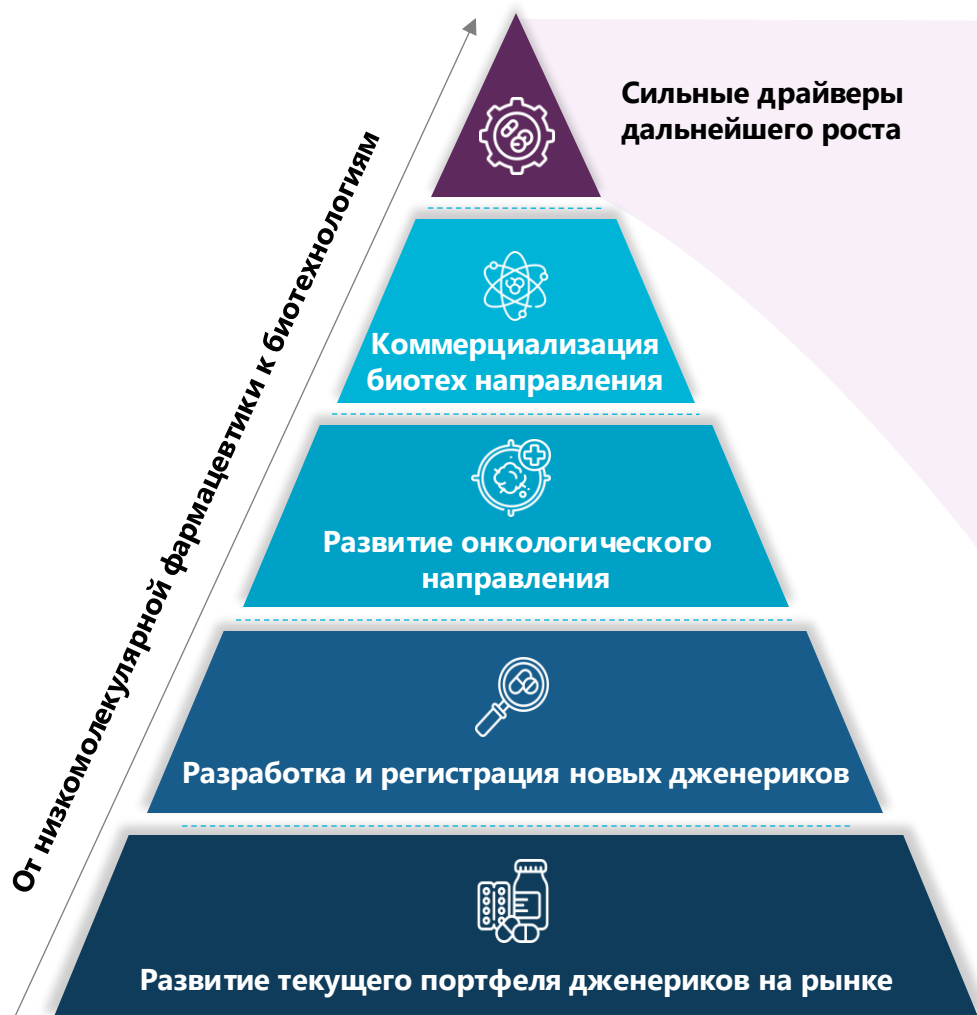 Сильные драйверы
дальнейшего роста
От низкомолекулярной фармацевтики к биотехнологиям
Коммерциализация
биотех направления
Развитие онкологического
направления
Разработка и регистрация новых дженериков
Развитие текущего портфеля дженериков на рынке